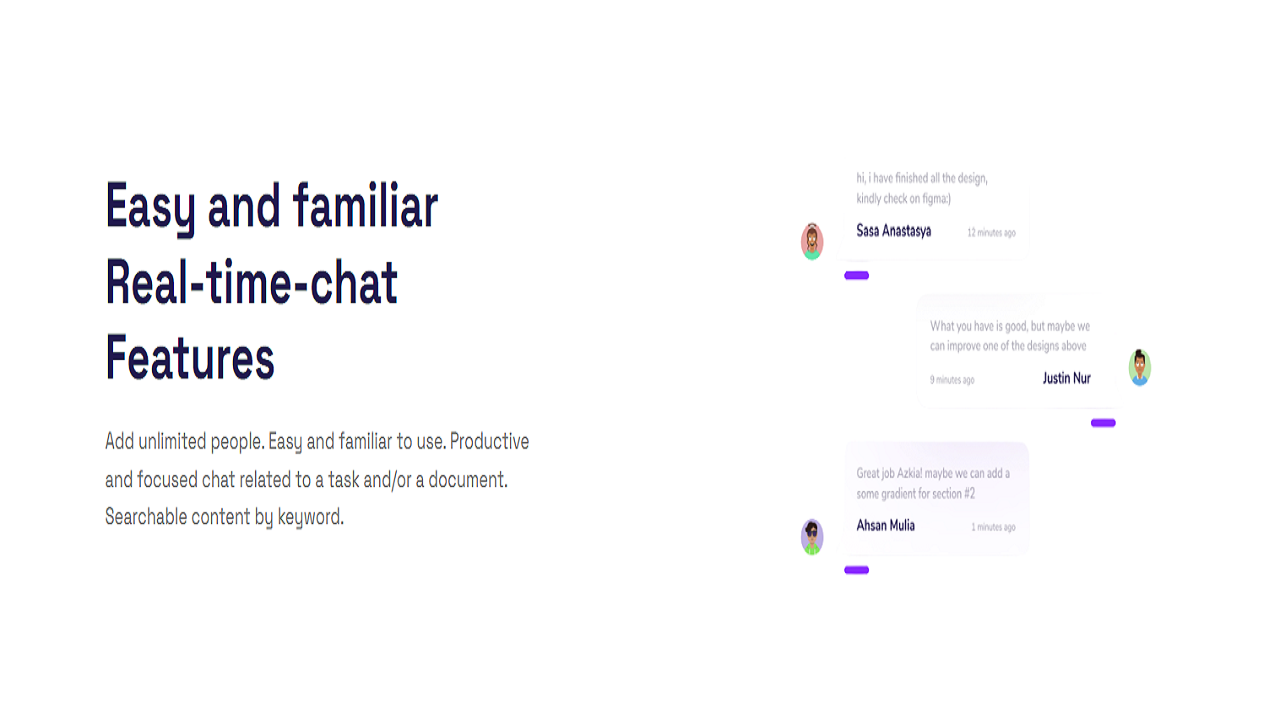 Easy and familiar
Real-time-chat
Features
Add unlimited people. Easy and familiar to use. Productive
and focused chat related to a task and/or a document.
Searchable content by keyword.
hi, i have finished all the design,
kindly check on figma:)
Sasa Anastasya 12 minutes ago
What you have is good, but maybe we
can improve one of the designs above
9 minutes ago Justin Nur
Great job Azkia! maybe we can add a
some gradient for section #2
Ahsan Mulia 1 minutes ago